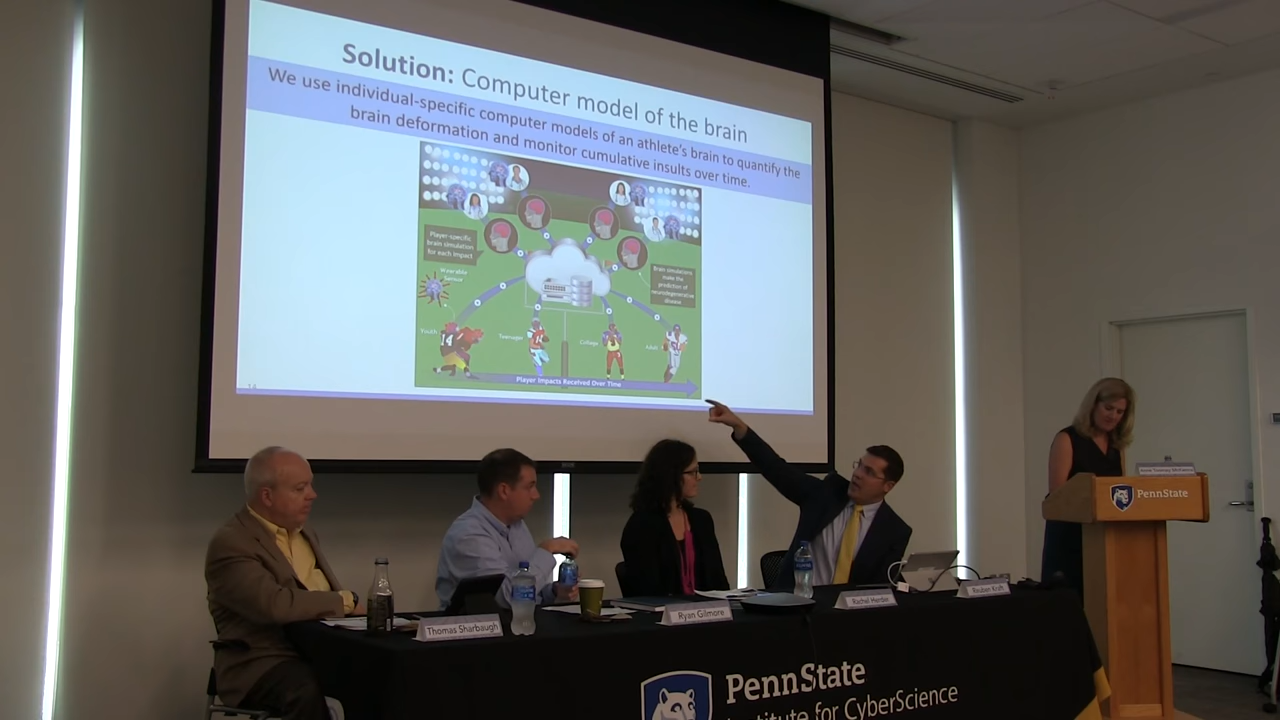 Solution: Computer model of the brain
We use individual-specific computer models of an athlete's brain to quantify the
brain deformation and monitor cumulative insults over time.
Player-specific
brain simulation
for each impact
Wearable
Sensor
Brain simulations
make the
prediction of
neurodegenerative
disease
Youth
Teenager
College
Adult
Player Impacts Received Over Time
14
PennState
Thomas Sharbaugh
Ryan Gilmore
Rachel Herder
Reuben Kraft
PennState
Institute for CyberScience